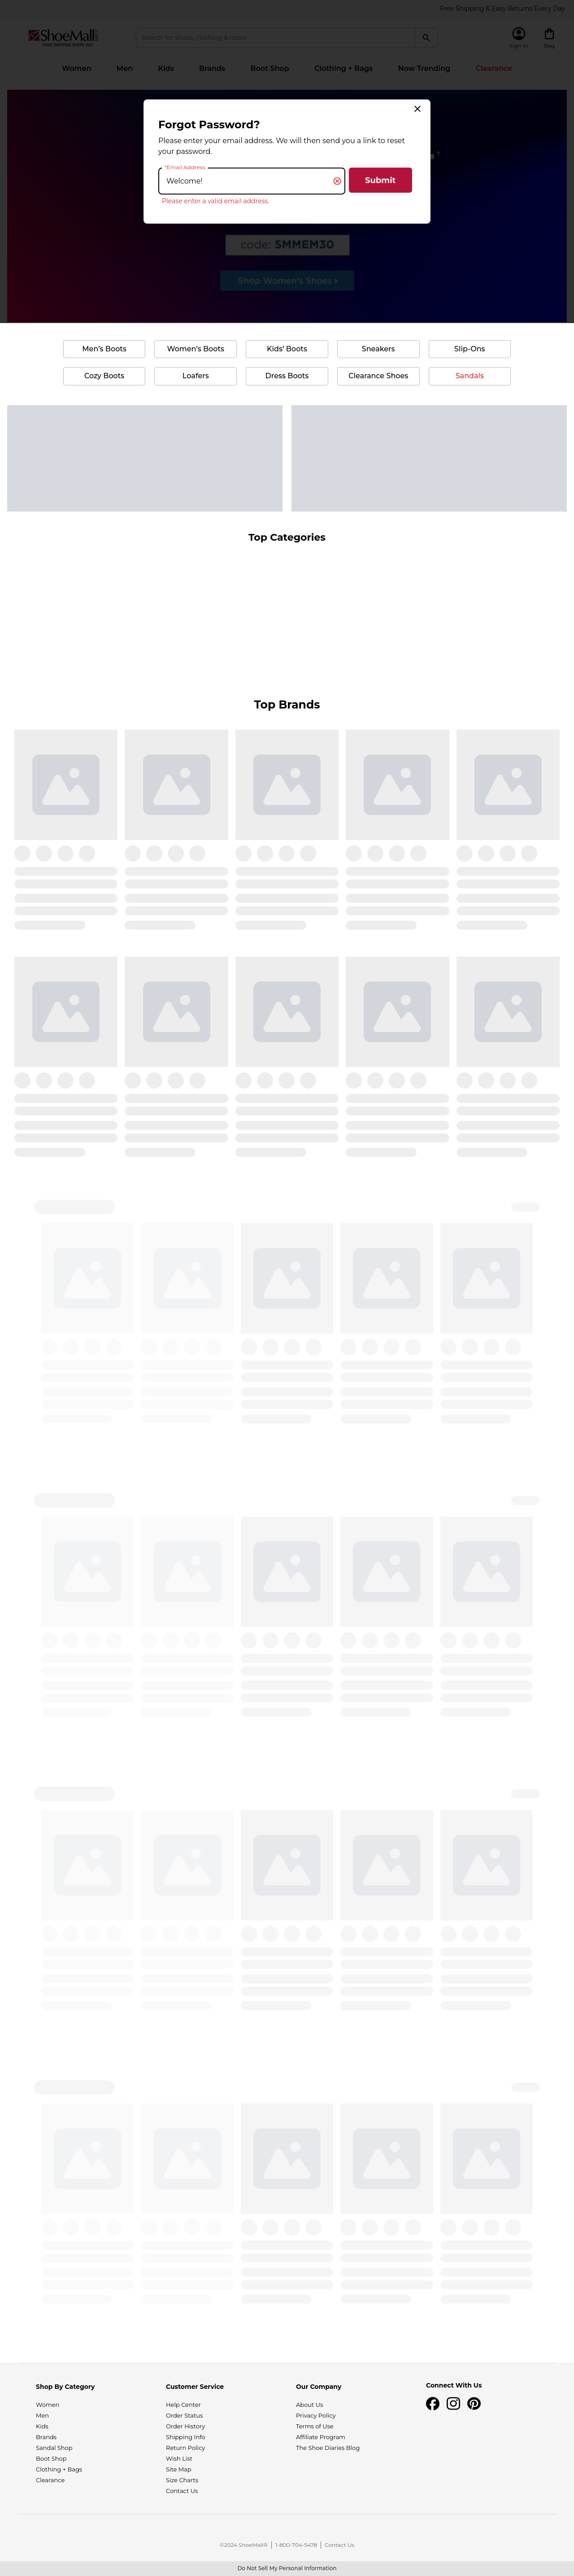 Free Shipping & Easy Returns Every Day
ShoeMall
FREE SHIPPING EVERY DAY
Search for shoes, clothing & more
Sign In
Bag
Women
Men
Kids
Brands
Boot Shop
Clothing + Bags
Now Trending
Clearance
Forgot Password?
Please enter your email address. We will then send you a link to reset
your password.
*Email Address
Welcome!
Submit
Please enter a valid email address.
code: SMMEM30
Shop Women's Shoes
Men's Boots
Women's Boots
Kids' Boots
Sneakers
Slip-Ons
Cozy Boots
Loafers
Dress Boots
Clearance Shoes
Sandals
Top Categories
Top Brands
Shop By Category
Women
Men
Kids
Brands
Sandal Shop
Boot Shop
Clothing + Bags
Clearance
Customer Service
Help Center
Order Status
Order History
Shipping Info
Return Policy
Wish List
Site Map
Size Charts
Contact Us
Our Company
About Us
Privacy Policy
Terms of Use
Affiliate Program
The Shoe Diaries Blog
Connect With Us
©2024 ShoeMall® | 1-800-704-5478 | Contact Us
Do Not Sell My Personal Information